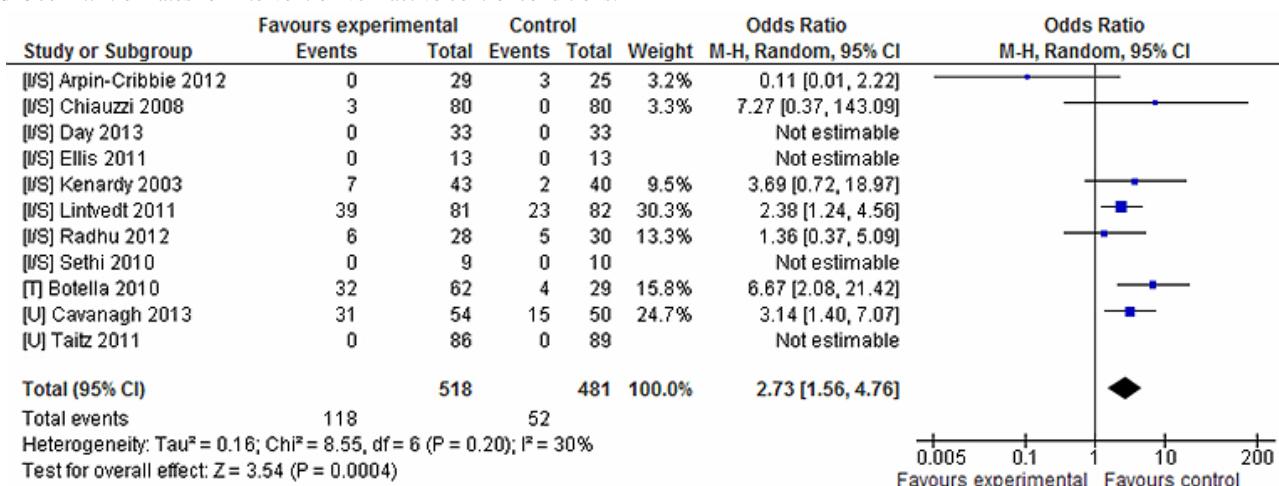 Favours experimental Control Odds Ratio Odds Ratio
Study or Subgroup Events Total Events Total Weight M-H, Random, 95% CI M-H, Random, 95% CI
[I/S] Arpin-Cribbie 2012 0 29 3 25 3.2% 0.11 [0.01, 2.22]
[I/S] Chiauzzi 2008 3 80 0 80 3.3% 7.27 [0.37, 143.09]
[I/S] Day 2013 0 33 0 33 Not estimable
[I/S] Ellis 2011 0 13 0 13 Not estimable
[I/S] Kenardy 2003 7 43 2 40 9.5% 3.69 [0.72, 18.97]
[I/S] Lintvedt 2011 39 81 23 82 30.3% 2.38 [1.24, 4.56]
[I/S] Radhu 2012 6 28 5 30 13.3% 1.36 [0.37, 5.09]
[I/S] Sethi 2010 0 9 0 10 Not estimable
[T] Botella 2010 32 62 4 29 15.8% 6.67 [2.08, 21.42]
[U] Cavanagh 2013 31 54 15 50 24.7% 3.14 [1.40, 7.07]
[U] Taitz 2011 0 86 0 89 Not estimable
Total (95% CI) 518 481 100.0% 2.73 [1.56, 4.76]
Total events 118 52
Heterogeneity: Tau² = 0.16; Chi² = 8.55, df = 6 (P = 0.20); I² = 30%
Test for overall effect: Z = 3.54 (P = 0.0004)
0.005 0.1 1 10 200
Favours experimental Favours control